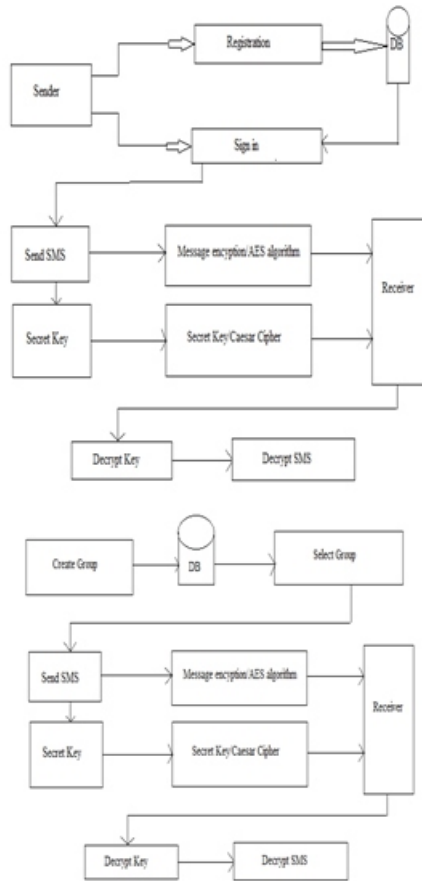 Registration
DB
Sender
Sign in
Send SMS
Message encyption/AES algorithm
Receiver
Secret Key
Secret Key/Caesar Cipher
Decrypt Key
Decrypt SMS
Create Group
DB
Select Group
Send SMS
Message encyption/AES algorithm
Receiver
Secret Key
Secret Key/Caesar Cipher
Decrypt Key
Decrypt SMS